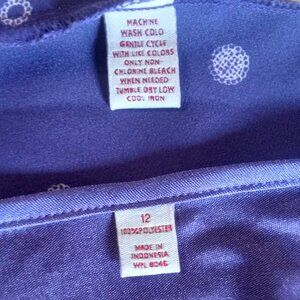 MACHINE
WASH COLD
GENTLE CYCLE
WITH LIKE COLORS
ONLY NON-
CHLORINE BLEACH
WHEN NEEDED
TUMBLE DRY LOW
COOL IRON
12
100%POLYESTER
MADE IN
INDONESIA
WPL 8046